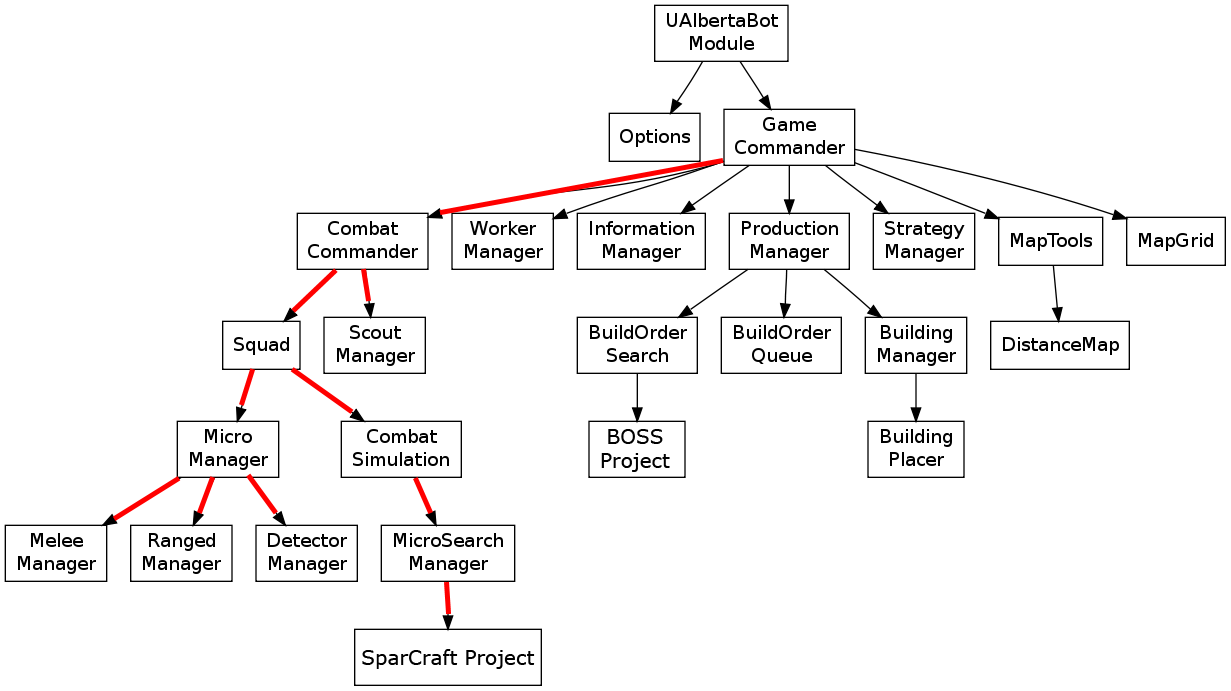 UAlbertaBot
Module
Options
Game
Commander
Combat
Commander
Worker
Manager
Information
Manager
Production
Manager
Strategy
Manager
MapTools
MapGrid
Squad
Scout
Manager
BuildOrder
Search
BuildOrder
Queue
Building
Manager
DistanceMap
Micro
Manager
Combat
Simulation
BOSS
Project
Building
Placer
Melee
Manager
Ranged
Manager
Detector
Manager
MicroSearch
Manager
SparCraft Project